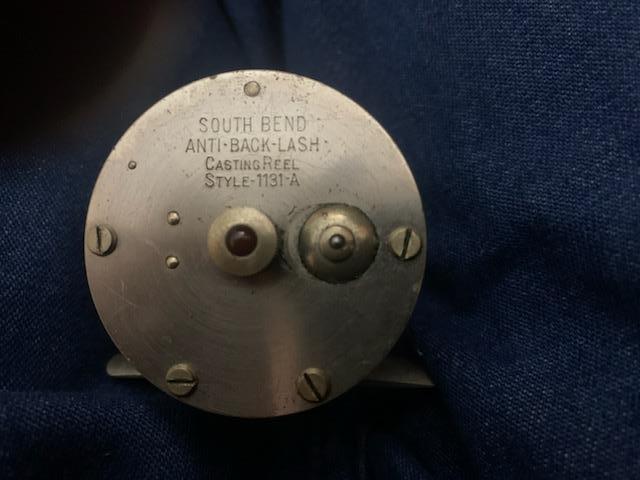 SOUTH BEND
ANTI-BACK-LASH
CASTING REEL
STYLE-1131-A